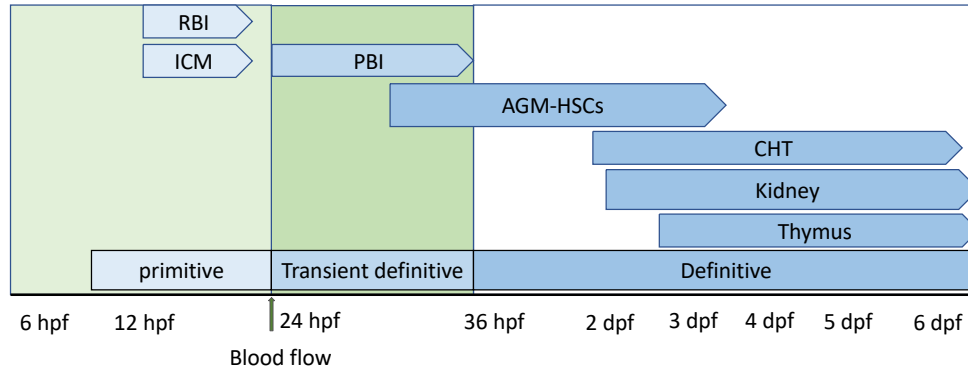 RBI
ICM
PBI
AGM-HSCs
CHT
Kidney
Thymus
primitive
Transient definitive
Definitive
6 hpf
12 hpf
24 hpf
36 hpf
2 dpf
3 dpf
4 dpf
5 dpf
6 dpf
Blood flow